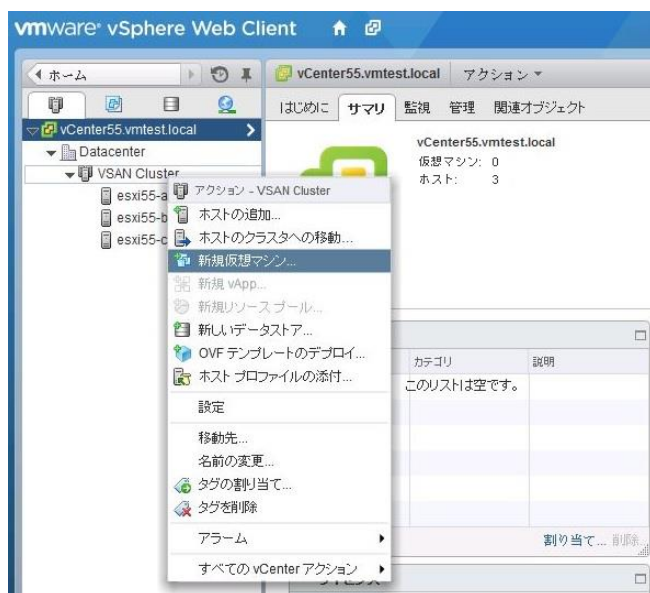 vmware® vSphere Web Client
ホーム
vCenter55.vmtest.local アクション
はじめに サマリ 監視 管理 関連オブジェクト
vCenter55.vmtest.local
Datacenter
VSAN Cluster
esxi55-a
esxi55-b
esxi55-c
vCenter55.vmtest.local
仮想マシン: 0
ホスト: 3
アクション - VSAN Cluster
ホストの追加...
ホストのクラスタへの移動...
新規仮想マシン...
新規 vApp...
新規リソース プール...
新しいデータストア...
OVF テンプレートのデプロイ...
ホスト プロファイルの添付...
設定
移動先...
名前の変更...
タグの割り当て...
タグを削除
アラーム
すべての vCenter アクション
カテゴリ 説明
このリストは空です。
割り当て... 削除...